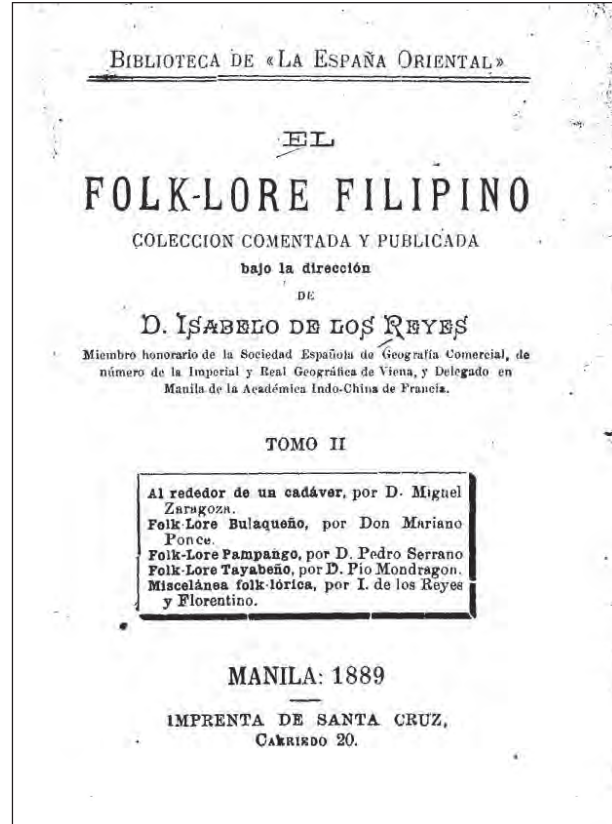 BIBLIOTECA DE «LA ESPAÑA ORIENTAL»
EL
FOLK-LORE FILIPINO
COLECCION COMENTADA Y PUBLICADA
bajo la dirección
DE
D. ISABELO DE LOS REYES
Miembro honorario de la Sociedad Española de Geografía Comercial, de
número de la Imperial y Real Geográfica de Viena, y Delegado en
Manila de la Académica Indo-China de Francia.
TOMO II
Al rededor de un cadáver, por D. Miguel
Zaragoza.
Folk-Lore Bulaqueño, por Don Mariano
Ponce.
Folk-Lore Pampango, por D. Pedro Serrano
Folk-Lore Tayabeño, por D. Pio Mondragon.
Miscelánea folk-lórica, por I. de los Reyes
y Florentino.
MANILA: 1889
IMPRENTA DE SANTA CRUZ,
CARRIEDO 20.